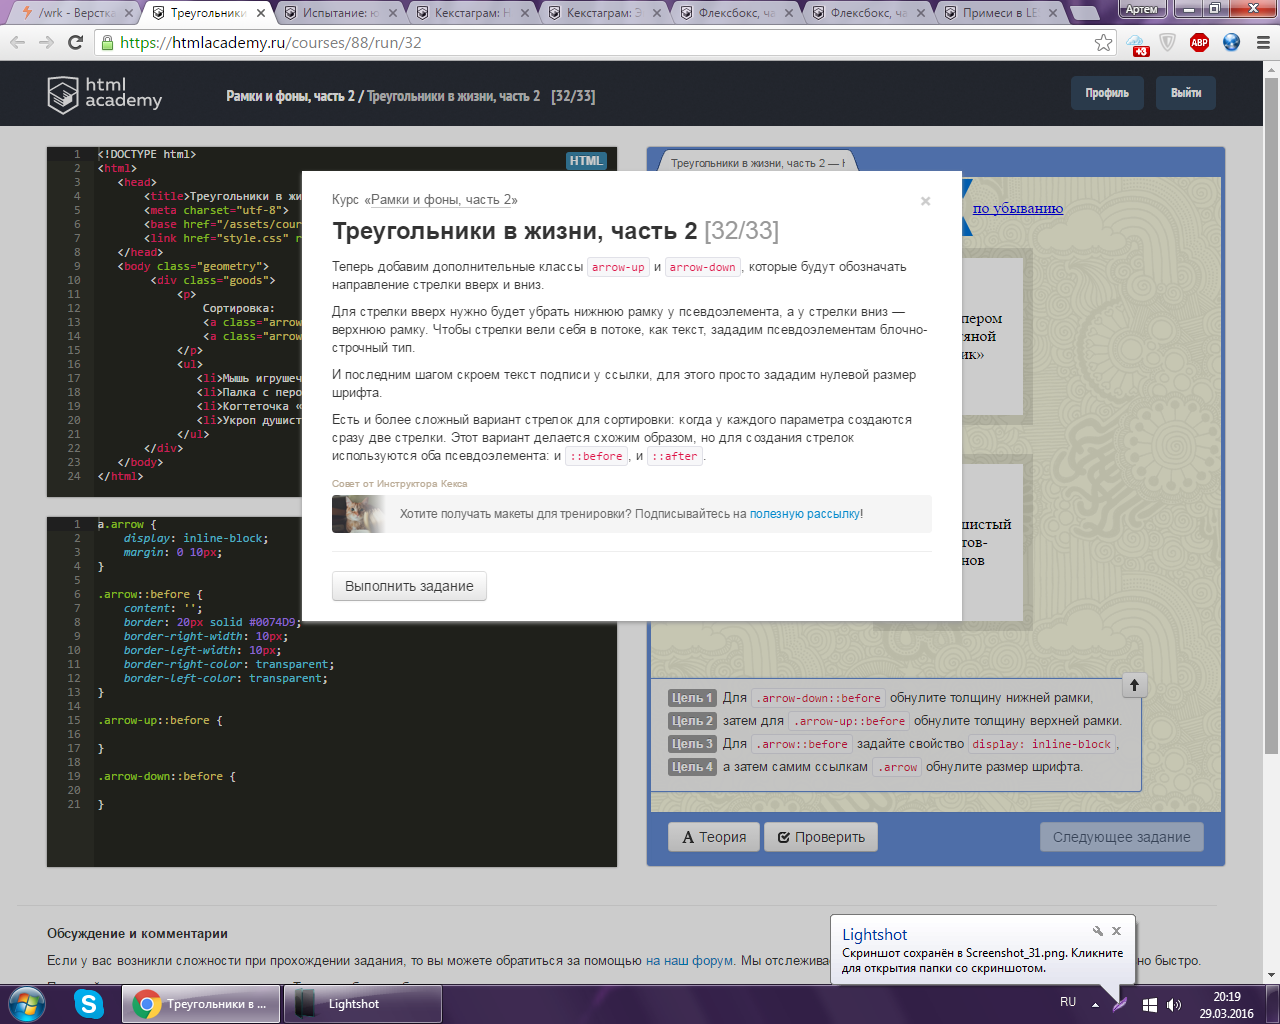 /wrk - Верстка
Треугольники
Испытание: ю
Кекстаграм: Н
Кекстаграм: Э
Флексбокс, ча
Флексбокс, ча
Примеси в LE
Артем
https://htmlacademy.ru/courses/88/run/32
+3
ABP
html academy
Рамки и фоны, часть 2 / Треугольники в жизни, часть 2 [32/33]
Профиль
Выйти
HTML
1 <!DOCTYPE html>
2 <html>
3 <head>
4 <title>Треугольники в жи
5 <meta charset="utf-8">
6 <base href="/assets/cour
7 <link href="style.css" r
8 </head>
9 <body class="geometry">
10 <div class="goods">
11 <p>
12 Сортировка:
13 <a class="arrow
14 <a class="arrow
15 </p>
16 <ul>
17 <li>Мышь игрушеч
18 <li>Палка с перо
19 <li>Когтеточка «
20 <li>Укроп душист
21 </ul>
22 </div>
23 </body>
24 </html>
1 a.arrow {
2 display: inline-block;
3 margin: 0 10px;
4 }
5
6 .arrow::before {
7 content: '';
8 border: 20px solid #0074D9;
9 border-right-width: 10px;
10 border-left-width: 10px;
11 border-right-color: transparent;
12 border-left-color: transparent;
13 }
14
15 .arrow-up::before {
16
17 }
18
19 .arrow-down::before {
20
21 }
Курс «Рамки и фоны, часть 2»
×
Треугольники в жизни, часть 2 [32/33]
Теперь добавим дополнительные классы arrow-up и arrow-down, которые будут обозначать
направление стрелки вверх и вниз.
Для стрелки вверх нужно будет убрать нижнюю рамку у псевдоэлемента, а у стрелки вниз —
верхнюю рамку. Чтобы стрелки вели себя в потоке, как текст, зададим псевдоэлементам блочно-
строчный тип.
И последним шагом скроем текст подписи у ссылки, для этого просто зададим нулевой размер
шрифта.
Есть и более сложный вариант стрелок для сортировки: когда у каждого параметра создаются
сразу две стрелки. Этот вариант делается схожим образом, но для создания стрелок
используются оба псевдоэлемента: и ::before, и ::after.
Совет от Инструктора Кекса
Хотите получать макеты для тренировки? Подписывайтесь на полезную рассылку!
Выполнить задание
Треугольники в жизни, часть 2 —
по убыванию
пером
тяной
ик»
шистый
тов-
нов
Цель 1 Для .arrow-down::before обнулите толщину нижней рамки,
Цель 2 затем для .arrow-up::before обнулите толщину верхней рамки.
Цель 3 Для .arrow::before задайте свойство display: inline-block,
Цель 4 а затем самим ссылкам .arrow обнулите размер шрифта.
Теория
Проверить
Следующее задание
Обсуждение и комментарии
Если у вас возникли сложности при прохождении задания, то вы можете обратиться за помощью на наш форум. Мы отслежива
но быстро.
Lightshot
Скриншот сохранён в Screenshot_31.png. Кликните
для открытия папки со скриншотом.
Треугольники в ...
Lightshot
RU
20:19
29.03.2016